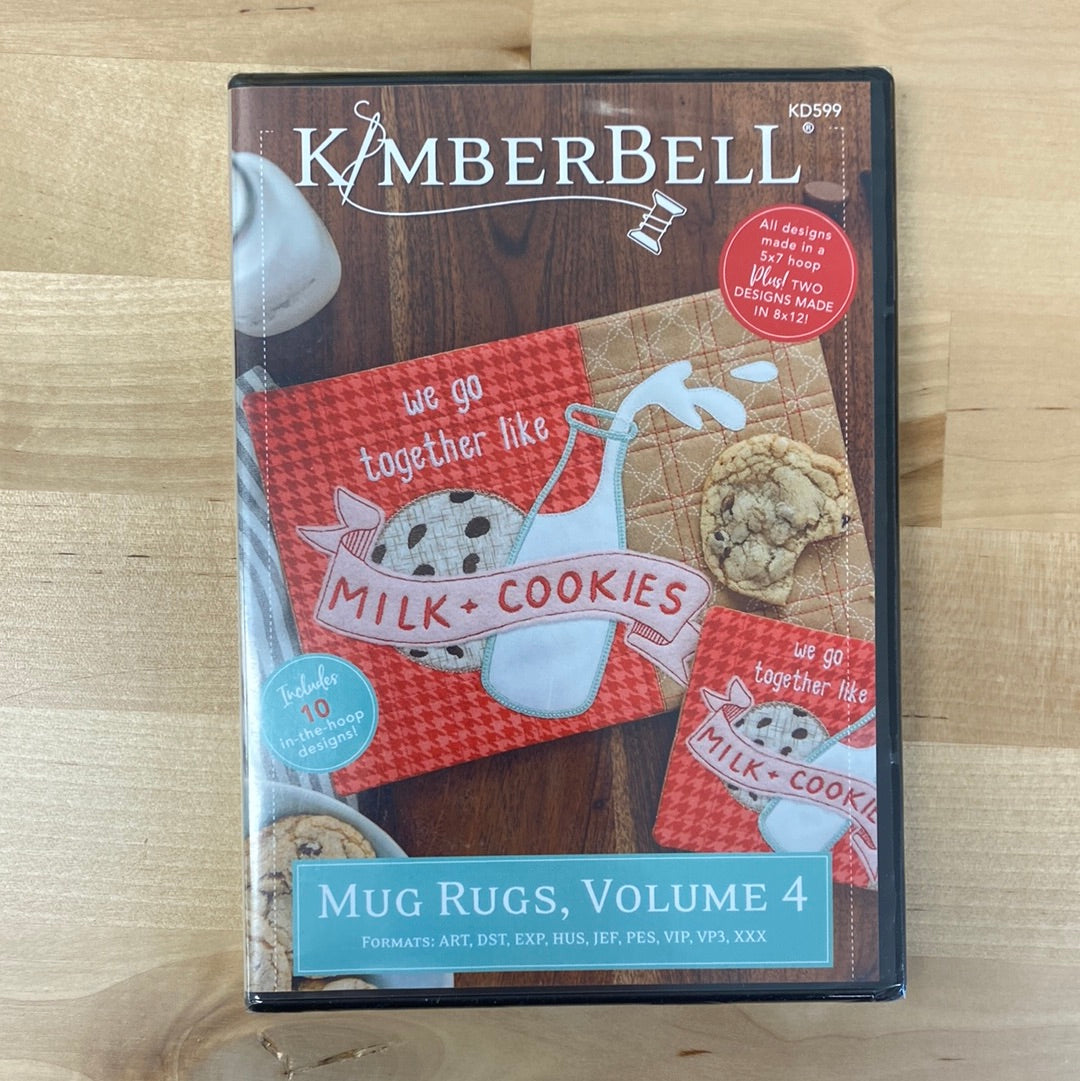 KD599
KIMBERBELL®
All designs
made in a
5x7 hoop
Plus! TWO
DESIGNS MADE
IN 8x12!
we go
together like
MILK + COOKIES
we go
together like
MILK + COOKIE
Includes
10
in-the-hoop
designs!
MUG RUGS, VOLUME 4
FORMATS: ART, DST, EXP, HUS, JEF, PES, VIP, VP3, XXX